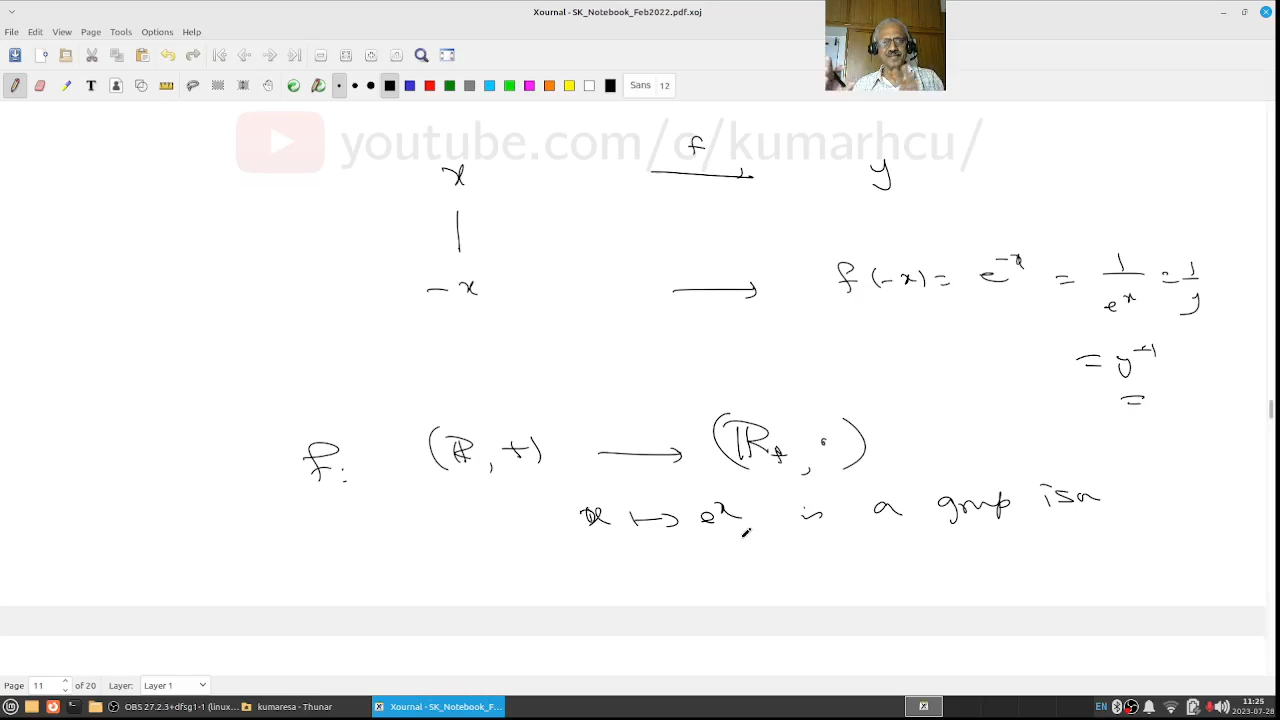 Xournal - SK_Notebook_Feb2022.pdf.xoj
File Edit View Page Tools Options Help
T Sans 12
youtube.com/c/kumarhcu/
x f y
-x f(-x) = e^{-x} = 1/e^x = 1/y
= y^{-1}
=
f: (ℝ, +) ⟶ (ℝ₊, ·)
x ↦ e^x is a group iso
Page 11 of 20 Layer: Layer 1
OBS 27.2.3+dfsg1-1 (linux... kumaresa - Thunar Xournal - SK_Notebook_F... EN 11:25
2023-07-28